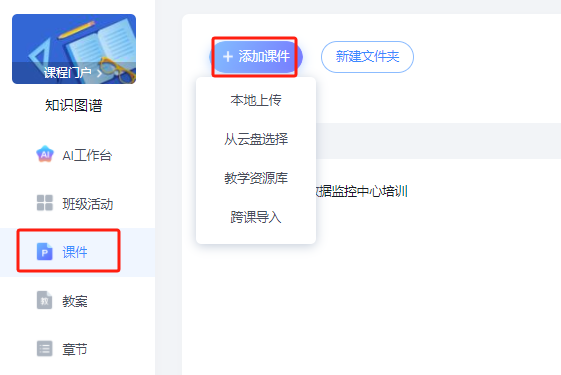 课程门户
知识图谱
AI工作台
班级活动
课件
教案
章节
+ 添加课件
新建文件夹
本地上传
从云盘选择
教学资源库
跨课导入
据监控中心培训